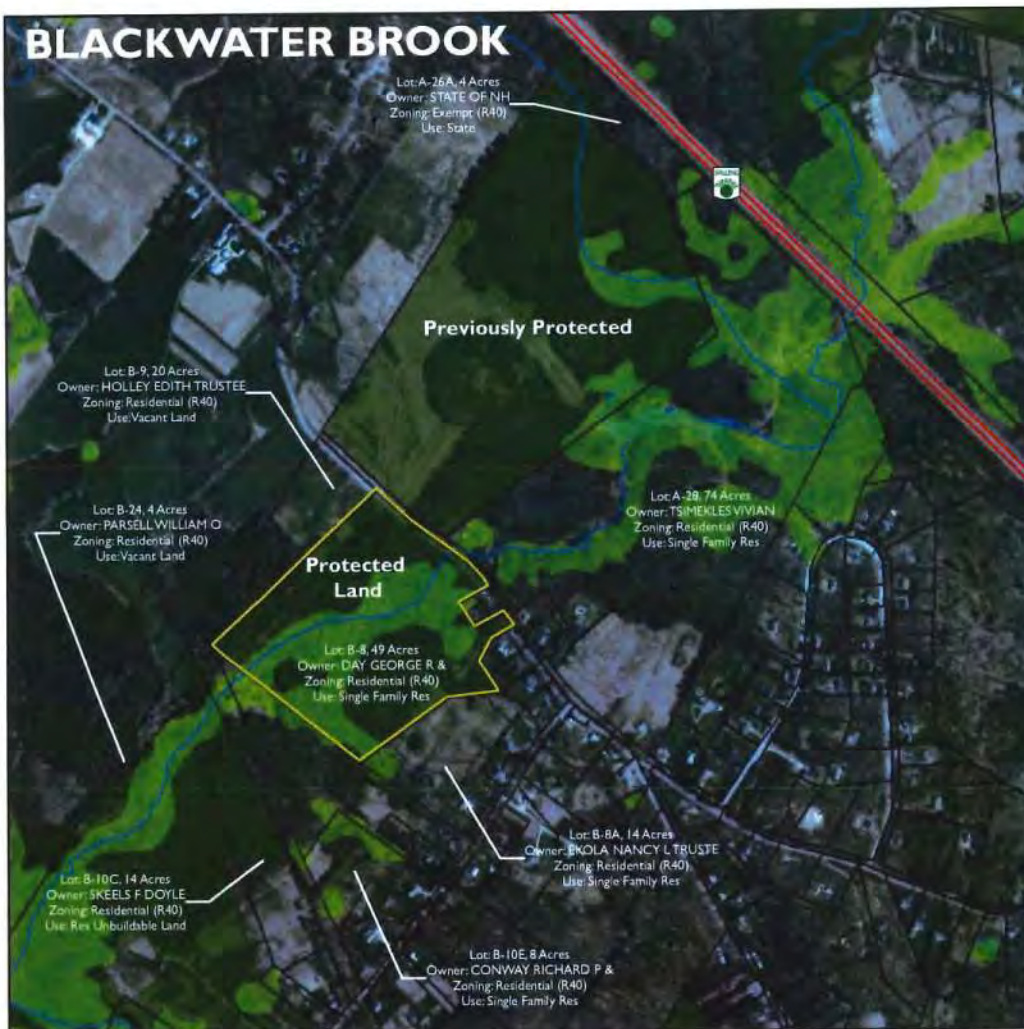 BLACKWATER BROOK
Lot: A-26A, 4 Acres
Owner: STATE OF NH
Zoning: Exempt (R40)
Use: State
Previously Protected
Lot: B-9, 20 Acres
Owner: HOLLEY EDITH TRUSTEE
Zoning: Residential (R40)
Use: Vacant Land
Lot: B-24, 4 Acres
Owner: PARSELL WILLIAM O
Zoning: Residential (R40)
Use: Vacant Land
Lot: A-28, 74 Acres
Owner: TSIMEKLES VIVIAN
Zoning: Residential (R40)
Use: Single Family Res
Protected
Land
Lot: B-8, 49 Acres
Owner: DAY GEORGE R &
Zoning: Residential (R40)
Use: Single Family Res
Lot: B-8A, 14 Acres
Owner: EKOLA NANCY L TRUSTE
Zoning: Residential (R40)
Use: Single Family Res
Lot: B-10C, 14 Acres
Owner: SKEELS F DOYLE
Zoning: Residential (R40)
Use: Res Unbuildable Land
Lot: B-10E, 8 Acres
Owner: CONWAY RICHARD P &
Zoning: Residential (R40)
Use: Single Family Res